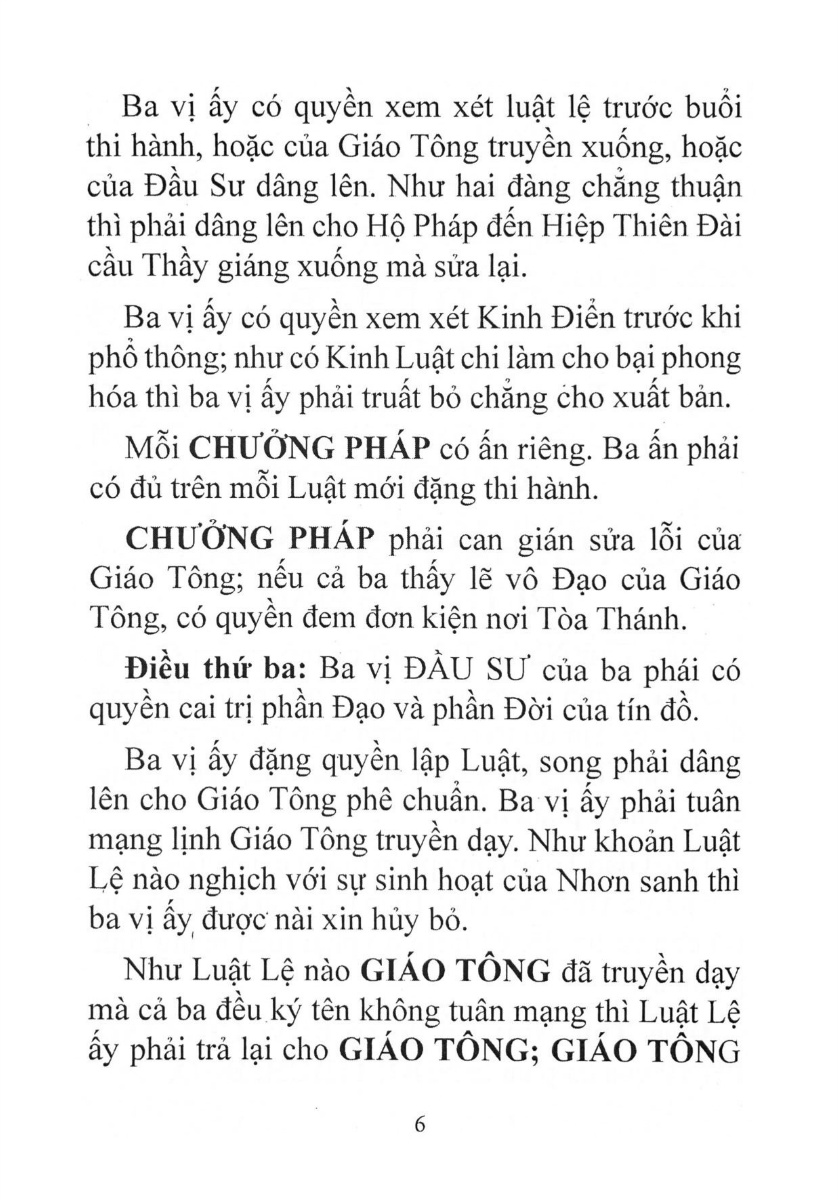 Ba vị ấy có quyền xem xét luật lệ trước buổi
thi hành, hoặc của Giáo Tông truyền xuống, hoặc
của Đầu Sư dâng lên. Như hai đàng chẳng thuận
thì phải dâng lên cho Hộ Pháp đến Hiệp Thiên Đài
cầu Thầy giáng xuống mà sửa lại.
Ba vị ấy có quyền xem xét Kinh Điển trước khi
phổ thông; như có Kinh Luật chi làm cho bại phong
hóa thì ba vị ấy phải truất bỏ chẳng cho xuất bản.
Mỗi CHƯỞNG PHÁP có ấn riêng. Ba ấn phải
có đủ trên mỗi Luật mới đặng thi hành.
CHƯỞNG PHÁP phải can gián sửa lỗi của
Giáo Tông; nếu cả ba thấy lẽ vô Đạo của Giáo
Tông, có quyền đem đơn kiện nơi Tòa Thánh.
Điều thứ ba: Ba vị ĐẦU SƯ của ba phái có
quyền cai trị phần Đạo và phần Đời của tín đồ.
Ba vị ấy đặng quyền lập Luật, song phải dâng
lên cho Giáo Tông phê chuẩn. Ba vị ấy phải tuân
mạng lịnh Giáo Tông truyền dạy. Như khoản Luật
Lệ nào nghịch với sự sinh hoạt của Nhơn sanh thì
ba vị ấy được nài xin hủy bỏ.
Như Luật Lệ nào GIÁO TÔNG đã truyền dạy
mà cả ba đều ký tên không tuân mạng thì Luật Lệ
ấy phải trả lại cho GIÁO TÔNG; GIÁO TÔNG
6